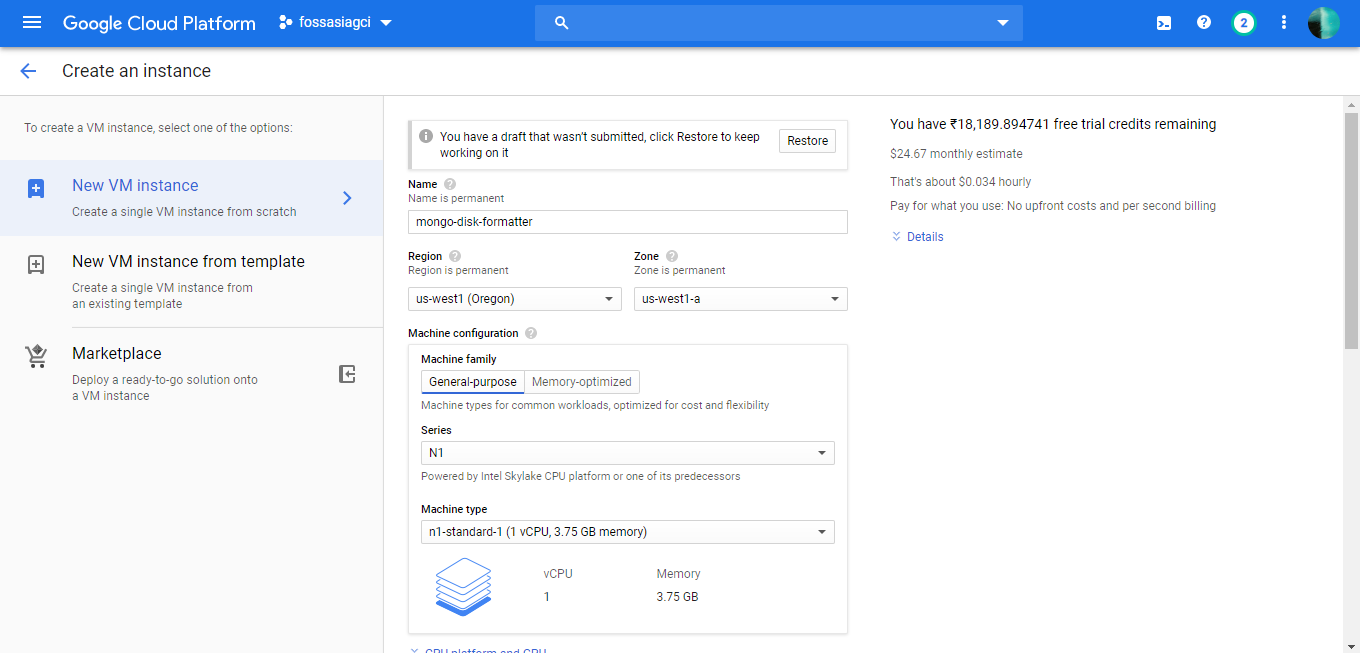 Google Cloud Platform
fossasiagci
2
Create an instance
To create a VM instance, select one of the options:
New VM instance
Create a single VM instance from scratch
New VM instance from template
Create a single VM instance from
an existing template
Marketplace
Deploy a ready-to-go solution onto
a VM instance
You have a draft that wasn't submitted, click Restore to keep
working on it
Restore
Name
Name is permanent
mongo-disk-formatter
Region
Region is permanent
us-west1 (Oregon)
Zone
Zone is permanent
us-west1-a
Machine configuration
Machine family
General-purpose
Memory-optimized
Machine types for common workloads, optimized for cost and flexibility
Series
N1
Powered by Intel Skylake CPU platform or one of its predecessors
Machine type
n1-standard-1 (1 vCPU, 3.75 GB memory)
vCPU
Memory
1
3.75 GB
CPU platform and GPU
You have ₹18,189.894741 free trial credits remaining
$24.67 monthly estimate
That's about $0.034 hourly
Pay for what you use: No upfront costs and per second billing
Details